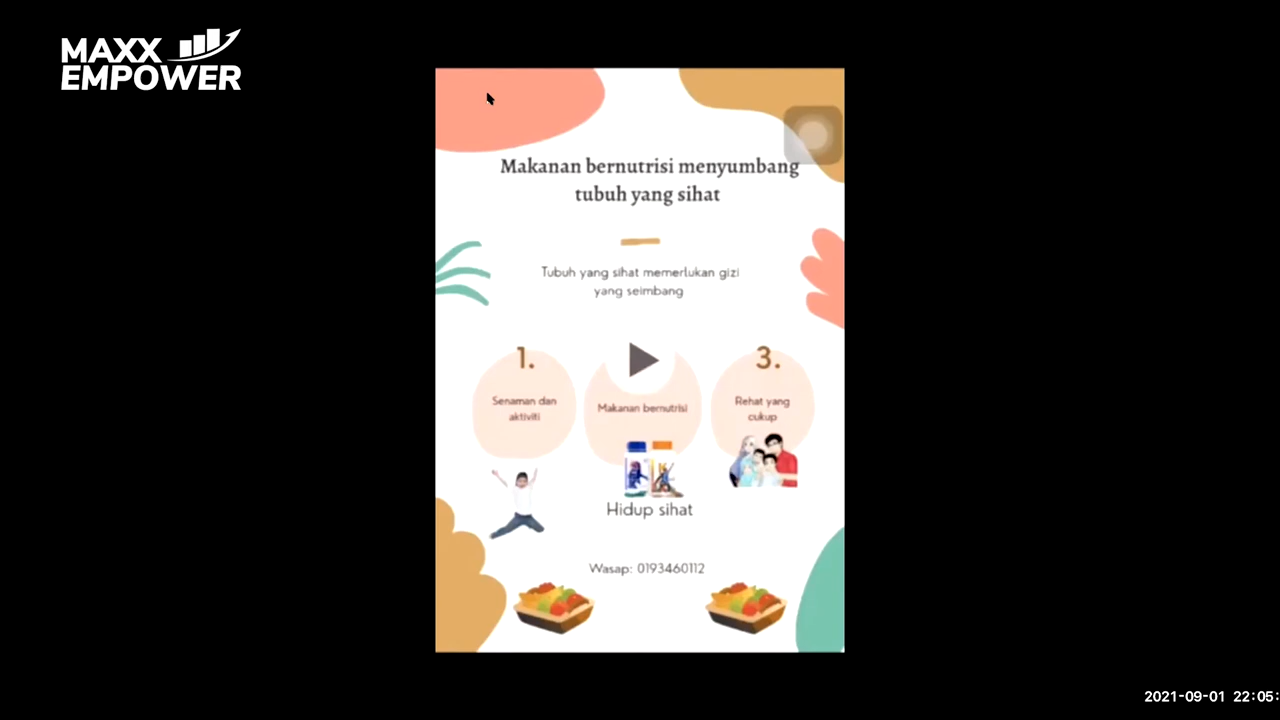 MAXX
EMPOWER
Makanan bernutrisi menyumbang
tubuh yang sihat
Tubuh yang sihat memerlukan gizi
yang seimbang
1.
Senaman dan
aktiviti
Makanan bernutrisi
3.
Rehat yang
cukup
Hidup sihat
Wasap: 0193460112
2021-09-01 22:05: